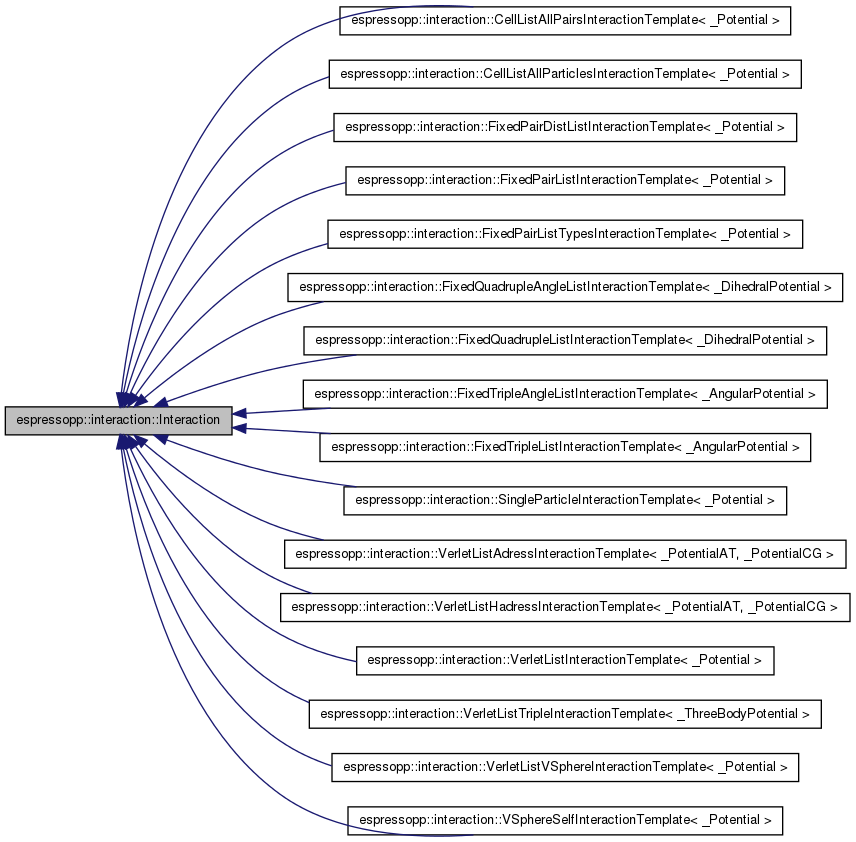 espressopp::interaction::CellListAllPairsInteractionTemplate< _Potential >
espressopp::interaction::CellListAllParticlesInteractionTemplate< _Potential >
espressopp::interaction::FixedPairDistListInteractionTemplate< _Potential >
espressopp::interaction::FixedPairListInteractionTemplate< _Potential >
espressopp::interaction::FixedPairListTypesInteractionTemplate< _Potential >
espressopp::interaction::FixedQuadrupleAngleListInteractionTemplate< _DihedralPotential >
espressopp::interaction::FixedQuadrupleListInteractionTemplate< _DihedralPotential >
espressopp::interaction::FixedTripleAngleListInteractionTemplate< _AngularPotential >
espressopp::interaction::Interaction
espressopp::interaction::FixedTripleListInteractionTemplate< _AngularPotential >
espressopp::interaction::SingleParticleInteractionTemplate< _Potential >
espressopp::interaction::VerletListAdressInteractionTemplate< _PotentialAT, _PotentialCG >
espressopp::interaction::VerletListHadressInteractionTemplate< _PotentialAT, _PotentialCG >
espressopp::interaction::VerletListInteractionTemplate< _Potential >
espressopp::interaction::VerletListTripleInteractionTemplate< _ThreeBodyPotential >
espressopp::interaction::VerletListVSphereInteractionTemplate< _Potential >
espressopp::interaction::VSphereSelfInteractionTemplate< _Potential >